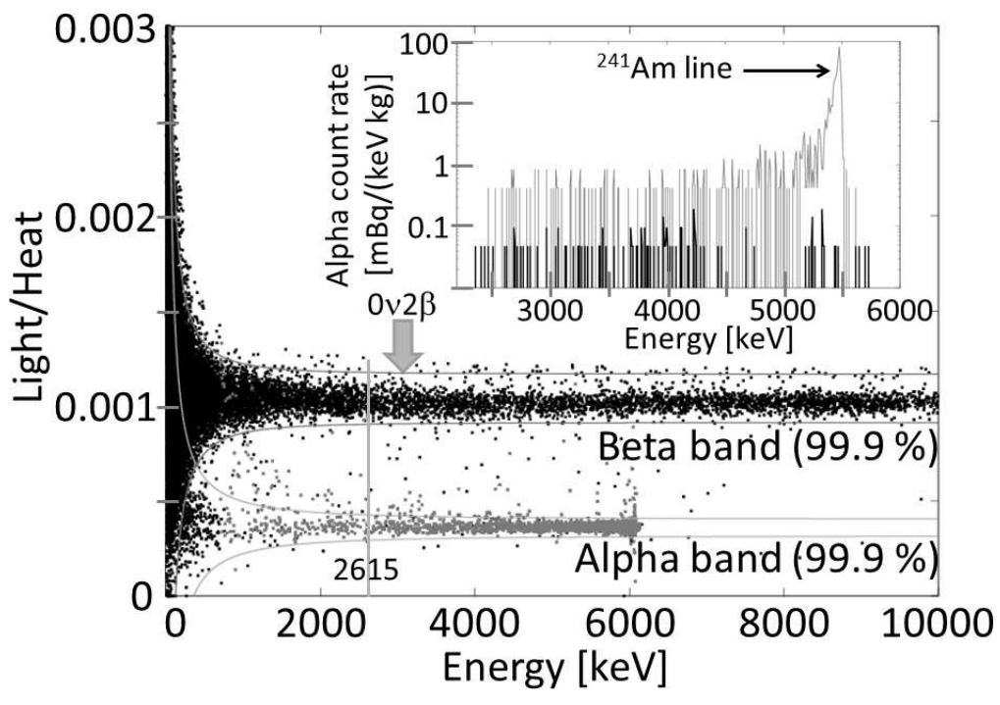 0.003
0.002
0.001
0
Light/Heat
0 2000 4000 6000 8000 10000
Energy [keV]
0ν2β
2615
Beta band (99.9 %)
Alpha band (99.9 %)
100
10
1
0.1
Alpha count rate
[mBq/(keV kg)]
²⁴¹Am line
3000 4000 5000 6000
Energy [keV]